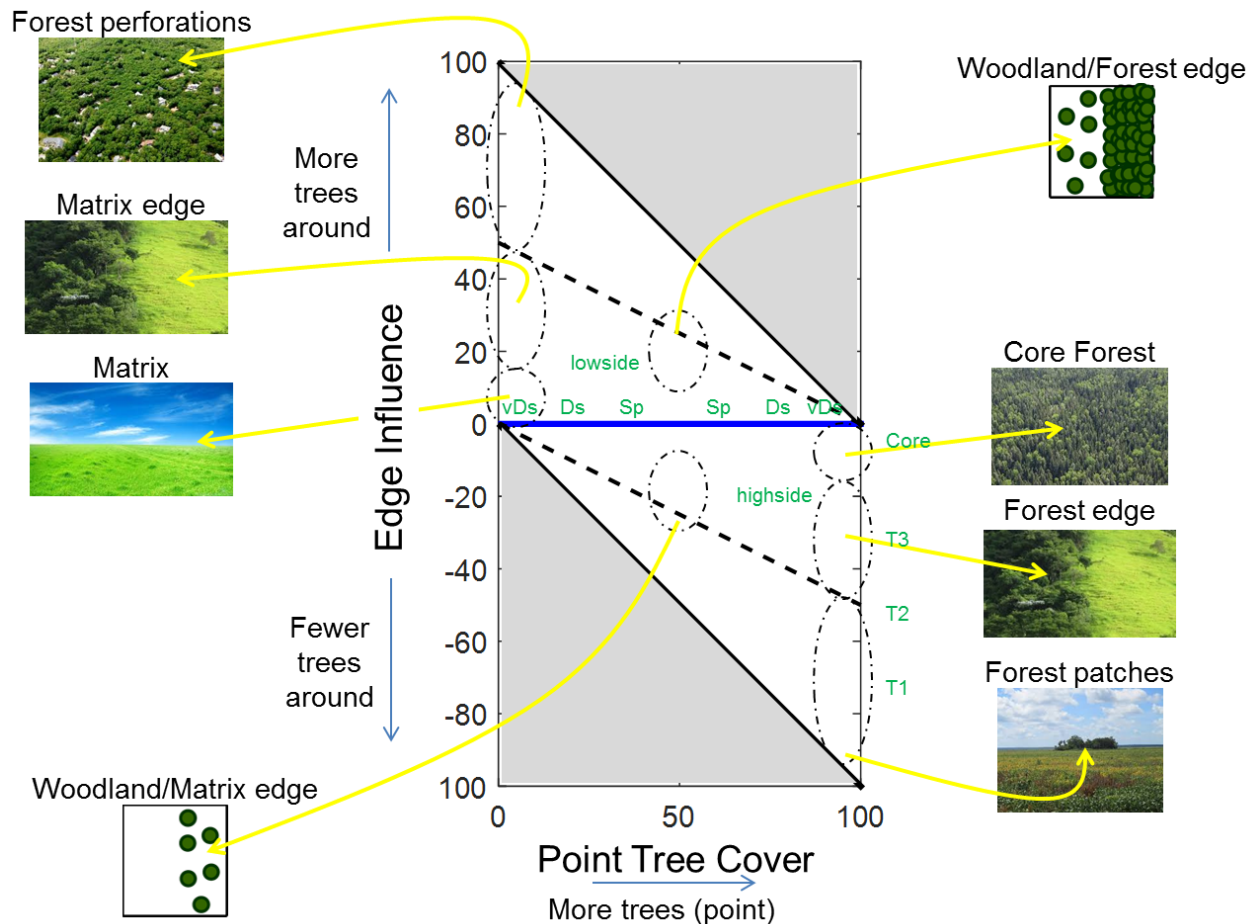 Forest perforations
Matrix edge
Matrix
Woodland/Matrix edge
More
trees
around
Edge Influence
Fewer
trees
around
100
80
60
40
20
0
-20
-40
-60
-80
100
lowside
vDs Ds Sp Sp Ds vDs
highside
Core
T3
T2
T1
0 50 100
Point Tree Cover
More trees (point)
Woodland/Forest edge
Core Forest
Forest edge
Forest patches